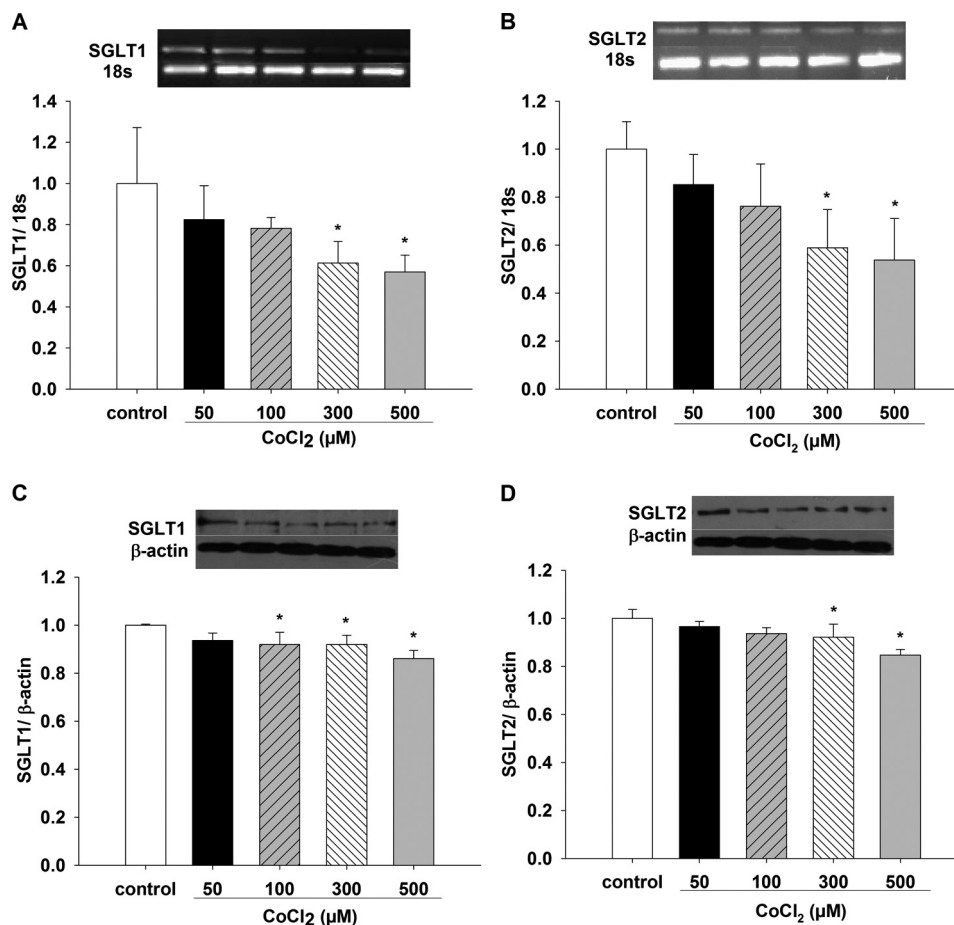 A
SGLT1
18s
SGLT1/ 18s
1.4
1.2
1.0
0.8
0.6
0.4
0.2
0.0
*
*
control
50
100
300
500
CoCl2 (µM)
B
SGLT2
18s
SGLT2/ 18s
1.2
1.0
0.8
0.6
0.4
0.2
0.0
*
*
control
50
100
300
500
CoCl2 (µM)
C
SGLT1
β-actin
SGLT1/ β-actin
1.2
1.0
0.8
0.6
0.4
0.2
0.0
*
*
*
control
50
100
300
500
CoCl2 (µM)
D
SGLT2
β-actin
SGLT2/ β-actin
1.2
1.0
0.8
0.6
0.4
0.2
0.0
*
*
control
50
100
300
500
CoCl2 (µM)